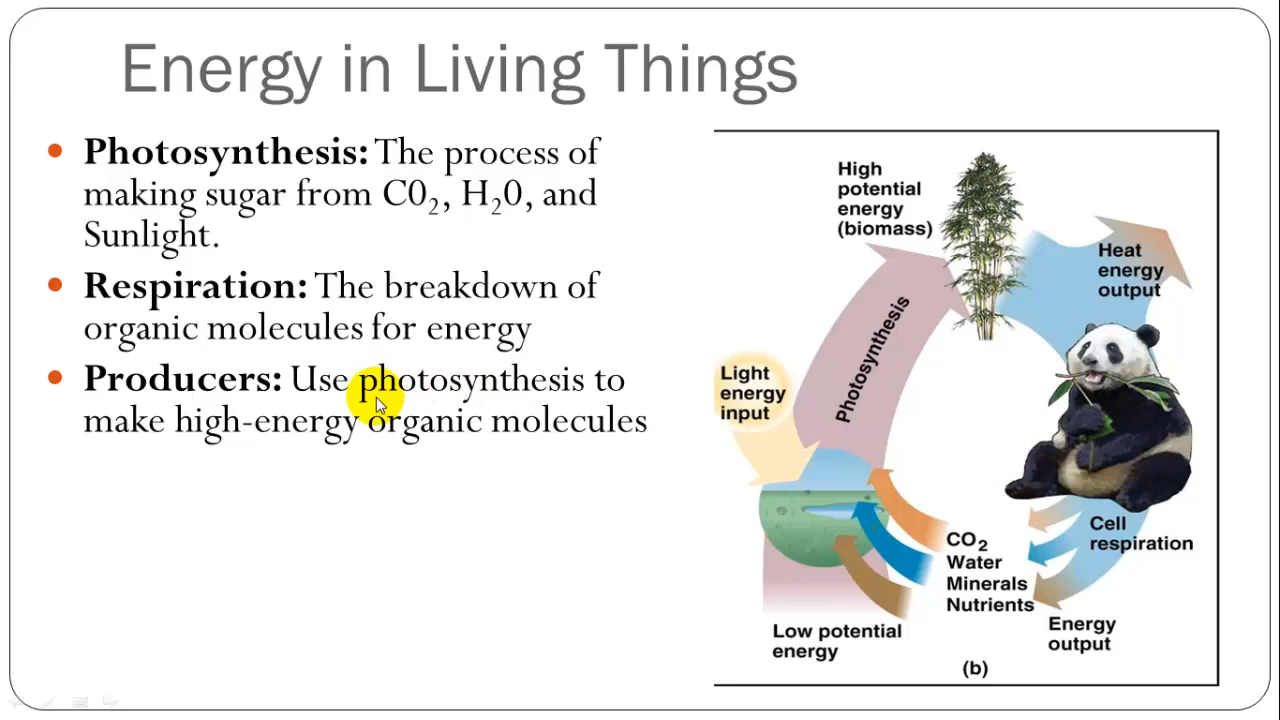 Energy in Living Things
• Photosynthesis: The process of
making sugar from C0₂, H₂0, and
Sunlight.
• Respiration: The breakdown of
organic molecules for energy
• Producers: Use photosynthesis to
make high-energy organic molecules
High
potential
energy
(biomass)
Heat
energy
output
Photosynthesis
Light
energy
input
CO₂
Water
Minerals
Nutrients
Cell
respiration
Low potential
energy
Energy
output
(b)